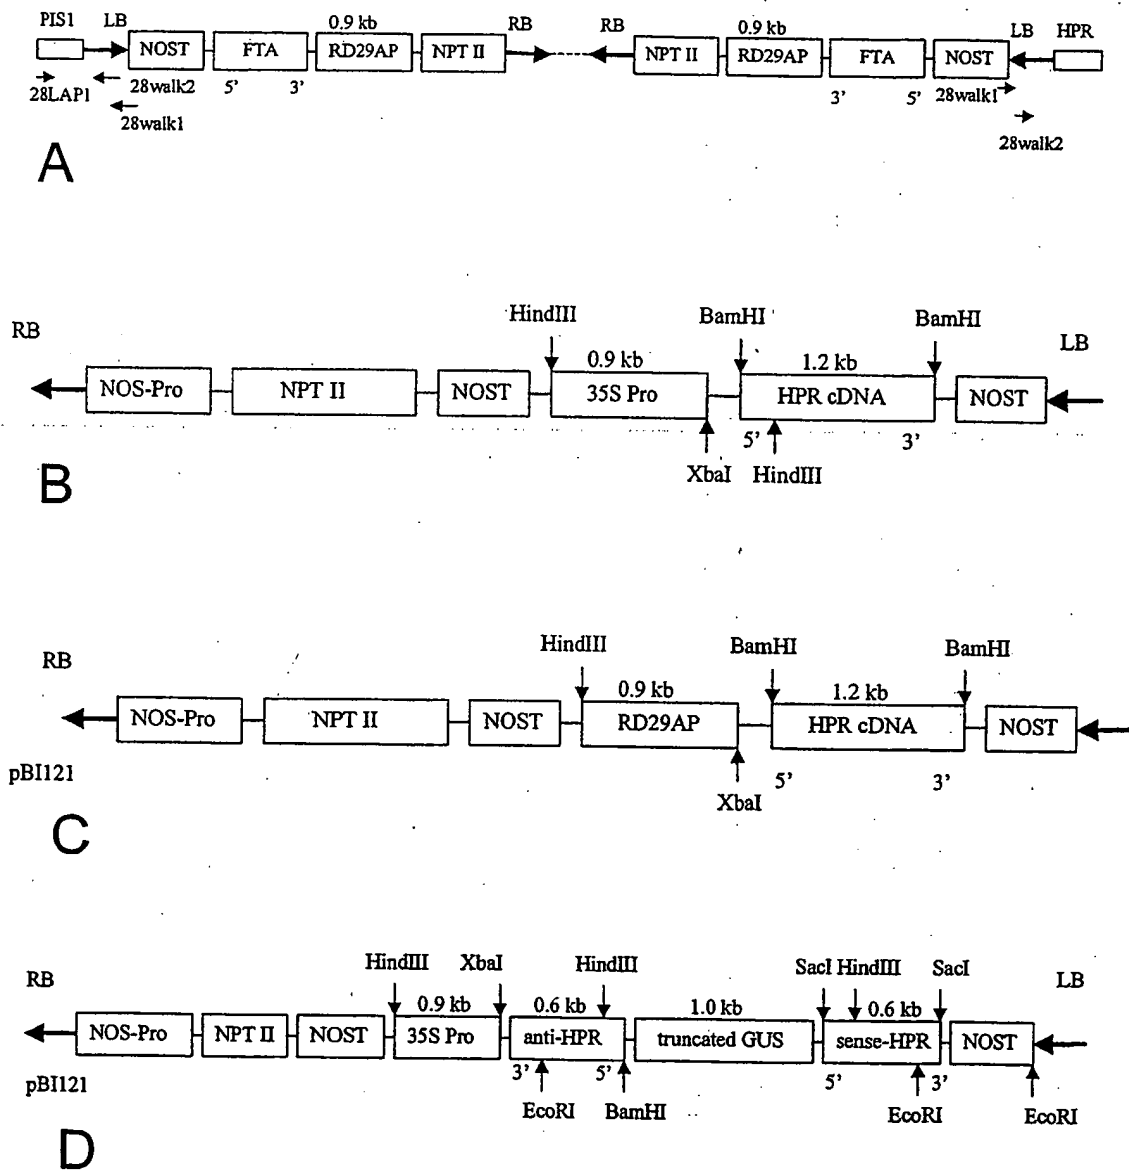 PIS1 LB 0.9 kb RB RB 0.9 kb LB HPR
NOST FTA RD29AP NPT II NPT II RD29AP FTA NOST
28LAP1 28walk2 5' 3' 3' 5' 28walk1
28walk1 28walk2
A
HindIII BamHI BamHI
RB LB
0.9 kb 1.2 kb
NOS-Pro NPT II NOST 35S Pro HPR cDNA NOST
5' 3'
XbaI HindIII
B
HindIII BamHI BamHI
RB
0.9 kb 1.2 kb
NOS-Pro NPT II NOST RD29AP HPR cDNA NOST
pBI121 5' 3'
XbaI
C
HindIII XbaI HindIII SacI HindIII SacI
RB LB
0.9 kb 0.6 kb 1.0 kb 0.6 kb
NOS-Pro NPT II NOST 35S Pro anti-HPR truncated GUS sense-HPR NOST
3' 5' 5' 3'
pBI121
EcoRI BamHI EcoRI EcoRI
D